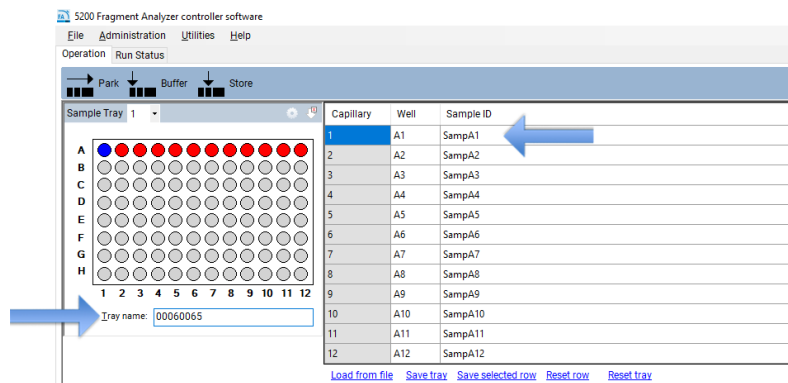 5200 Fragment Analyzer controller software
File Administration Utilities Help
Operation Run Status
Park Buffer Store
Sample Tray 1
A
B
C
D
E
F
G
H
1 2 3 4 5 6 7 8 9 10 11 12
Tray name: 00060065
Capillary Well Sample ID
1 A1 SampA1
2 A2 SampA2
3 A3 SampA3
4 A4 SampA4
5 A5 SampA5
6 A6 SampA6
7 A7 SampA7
8 A8 SampA8
9 A9 SampA9
10 A10 SampA10
11 A11 SampA11
12 A12 SampA12
Load from file Save tray Save selected row Reset row Reset tray